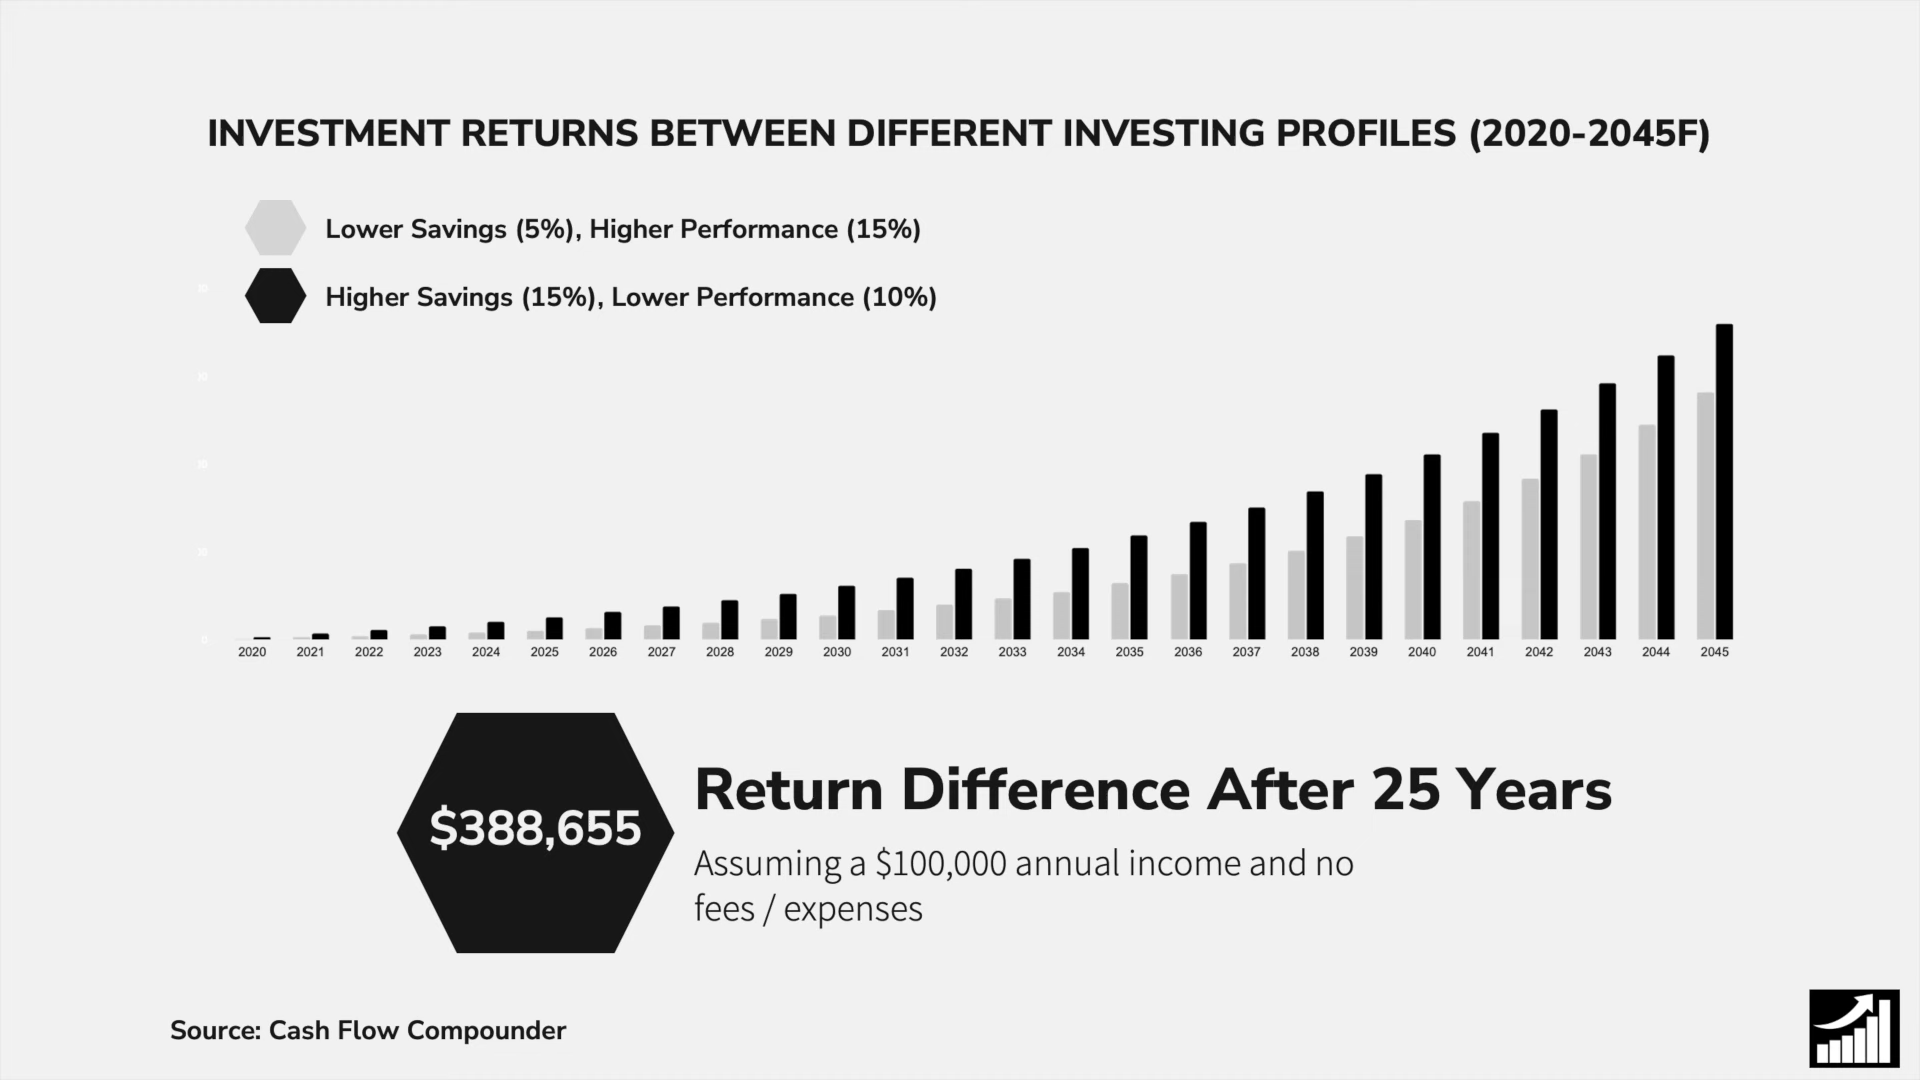 INVESTMENT RETURNS BETWEEN DIFFERENT INVESTING PROFILES (2020-2045F)
Lower Savings (5%), Higher Performance (15%)
Higher Savings (15%), Lower Performance (10%)
2020 2021 2022 2023 2024 2025 2026 2027 2028 2029 2030 2031 2032 2033 2034 2035 2036 2037 2038 2039 2040 2041 2042 2043 2044 2045
$388,655
Return Difference After 25 Years
Assuming a $100,000 annual income and no
fees / expenses
Source: Cash Flow Compounder